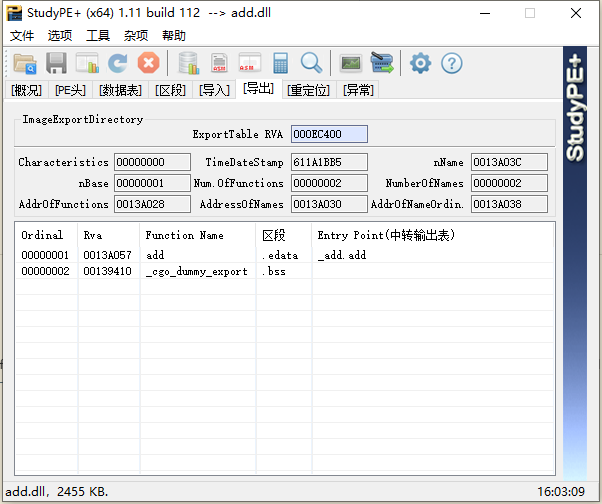 StudyPE+ (x64) 1.11 build 112 --> add.dll
文件 选项 工具 杂项 帮助
[概况] [PE头] [数据表] [区段] [导入] [导出] [重定位] [异常]
StudyPE+
ImageExportDirectory
ExportTable RVA 000EC400
Characteristics 00000000 TimeDateStamp 611A1BB5 nName 0013A03C
nBase 00000001 Num.OfFunctions 00000002 NumberOfNames 00000002
AddrOfFunctions 0013A028 AddressOfNames 0013A030 AddrOfNameOrdin. 0013A038
Ordinal Rva Function Name 区段 Entry Point(中转输出表)
00000001 0013A057 add .edata _add.add
00000002 00139410 _cgo_dummy_export .bss
add.dll, 2455 KB. 16:03:09